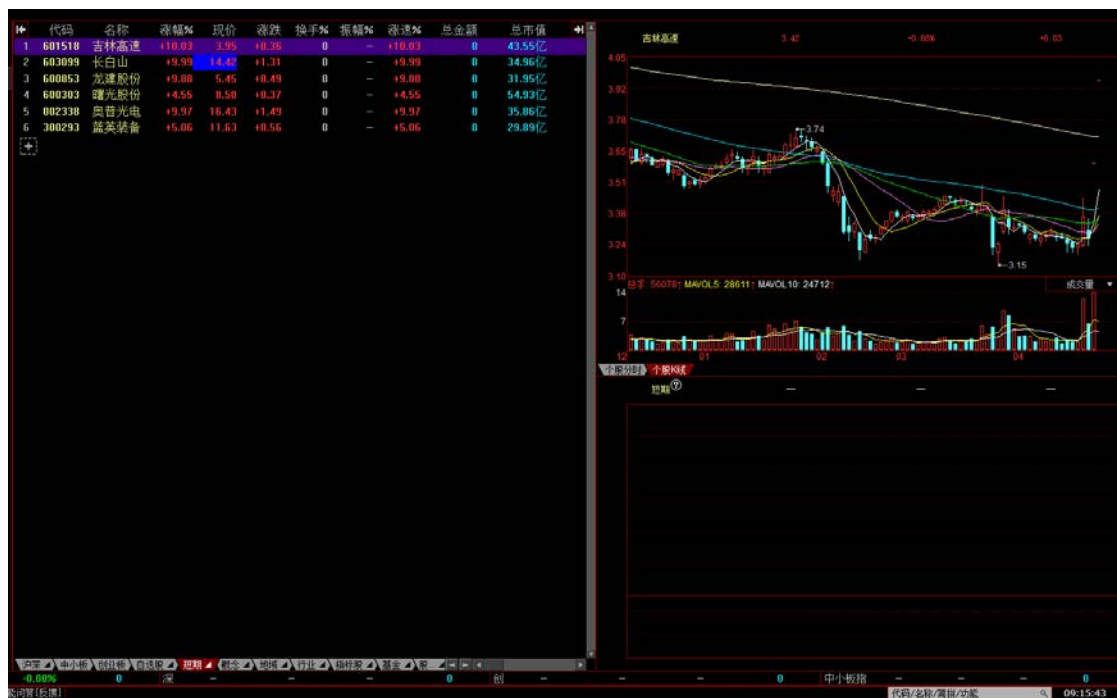 代码 名称 涨幅% 现价 涨跌 换手% 振幅% 涨速% 总金额 总市值
1 601518 吉林高速 +10.03 3.95 +0.36 0 — +10.03 0 43.55亿
2 603099 长白山 +9.99 14.42 +1.31 0 — +9.99 0 34.96亿
3 600853 龙建股份 +9.88 5.45 +0.49 0 — +9.88 0 31.95亿
4 600303 曙光股份 +4.55 8.50 +0.37 0 — +4.55 0 54.93亿
5 002338 奥普光电 +9.97 16.43 +1.49 0 — +9.97 0 35.86亿
6 300293 蓝英装备 +5.06 11.63 +0.56 0 — +5.06 0 29.89亿
吉林高速
4.05
3.92
3.78
3.74
3.65
3.51
3.38
3.24
3.15
3.10
56078↑ MAVOL5: 28611↑ MAVOL10: 24712↑ 成交量
14
7
12 01 02 03 04
个股分时 个股K线
短期 ? — — —
沪深 中小板 创业板 自选股 短期 概念 地域 行业 指标股 基金 股...
-0.00% 0 深 — — 0 创 — — — 0 中小板指 — — — 0
代码/名称/简拼/功能 09:15:43